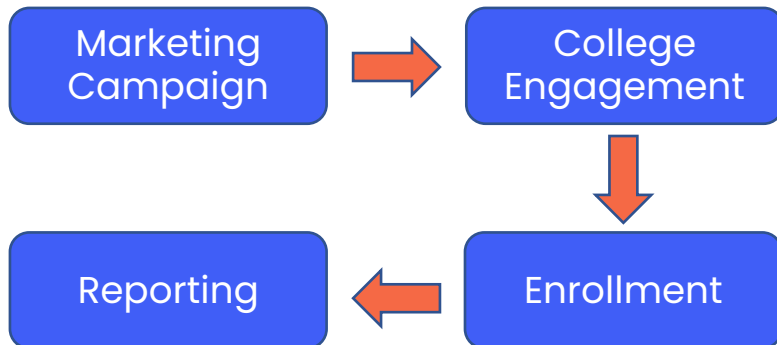 Marketing
Campaign
College
Engagement
Reporting
Enrollment